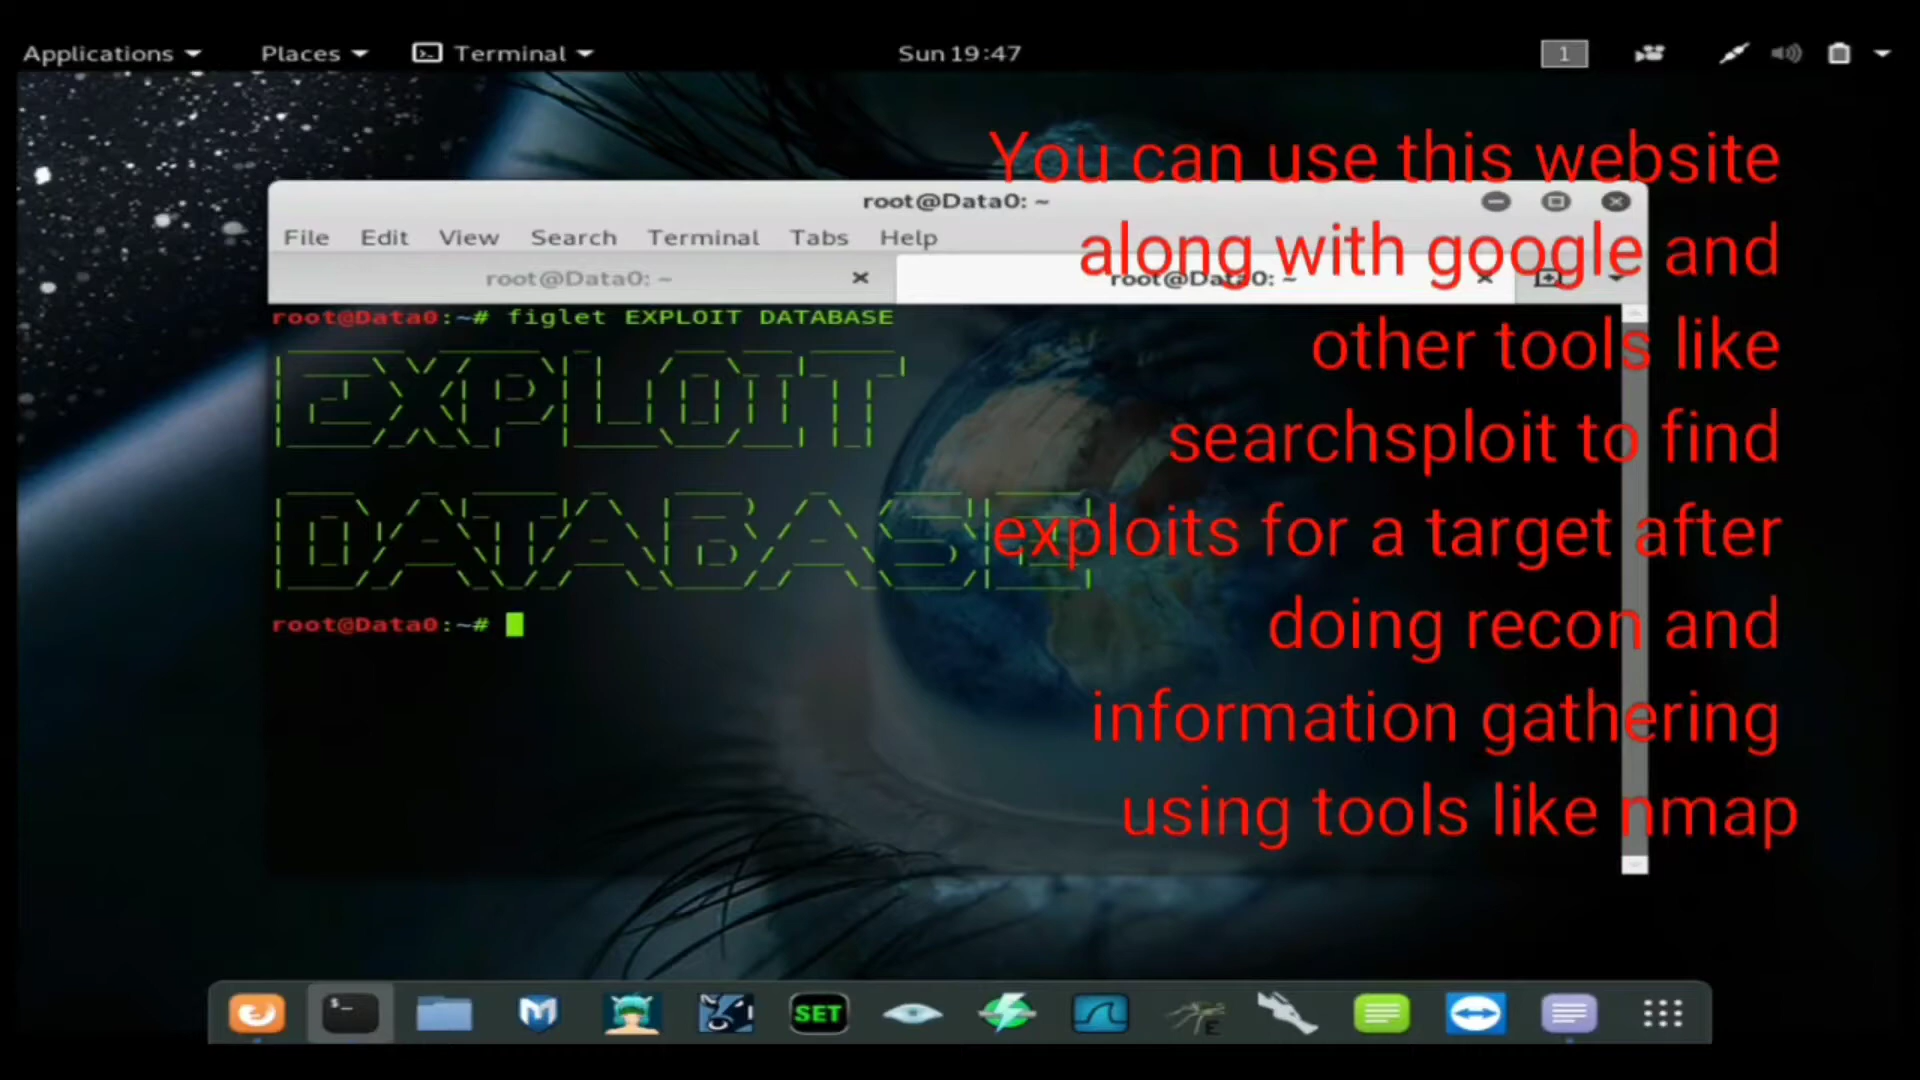 Applications Places Terminal Sun 19:47 1
root@Data0: ~
File Edit View Search Terminal Tabs Help
root@Data0: ~ root@Data0: ~
root@Data0:~# figlet EXPLOIT DATABASE
EXPLOIT
DATABASE
root@Data0:~#
You can use this website
along with google and
other tools like
searchsploit to find
exploits for a target after
doing recon and
information gathering
using tools like nmap
$_
SET
E